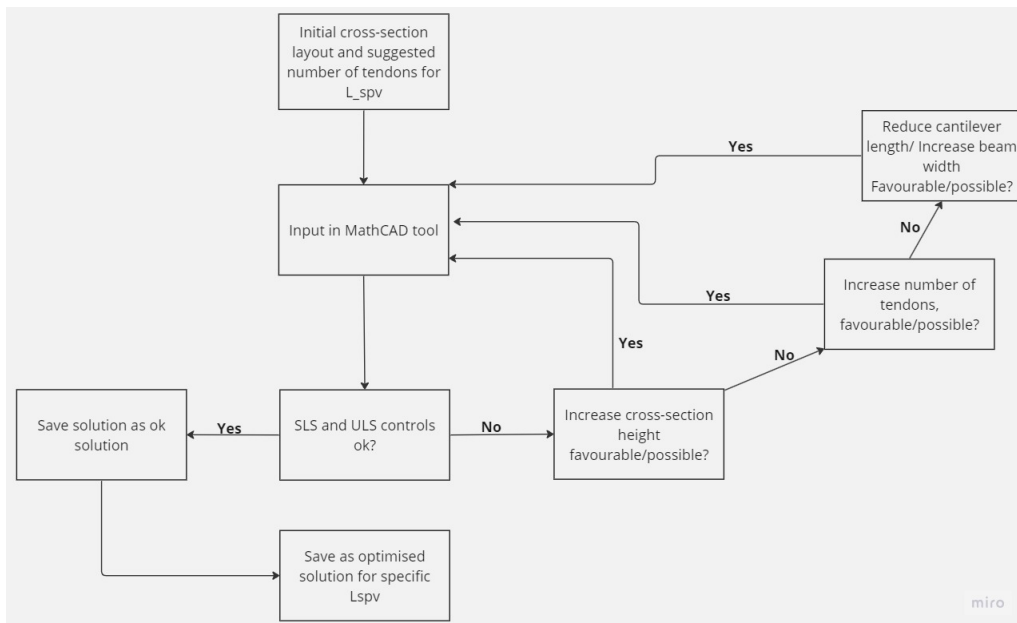 Initial cross-section
layout and suggested
number of tendons for
L_spv
Reduce cantilever
length/ Increase beam
width
Favourable/possible?
Yes
Input in MathCAD tool
No
Increase number of
tendons,
favourable/possible?
Yes
Yes
No
Save solution as ok
solution
Yes
SLS and ULS controls
ok?
No
Increase cross-section
height
favourable/possible?
Save as optimised
solution for specific
Lspv
miro